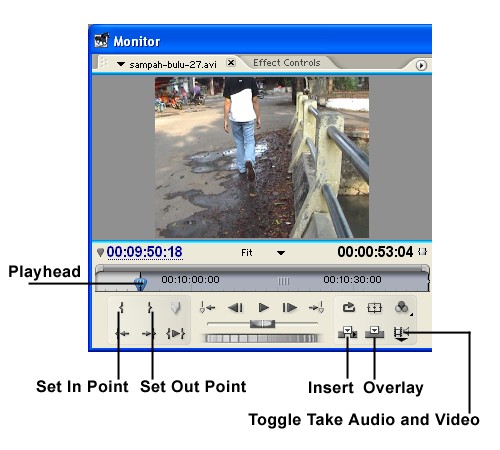 Monitor
sampah-bulu-27.avi
Effect Controls
00:09:50:18
Fit
00:00:53:04
Playhead
00:10:00:00
00:10:30:00
Set In Point
Set Out Point
Insert
Overlay
Toggle Take Audio and Video